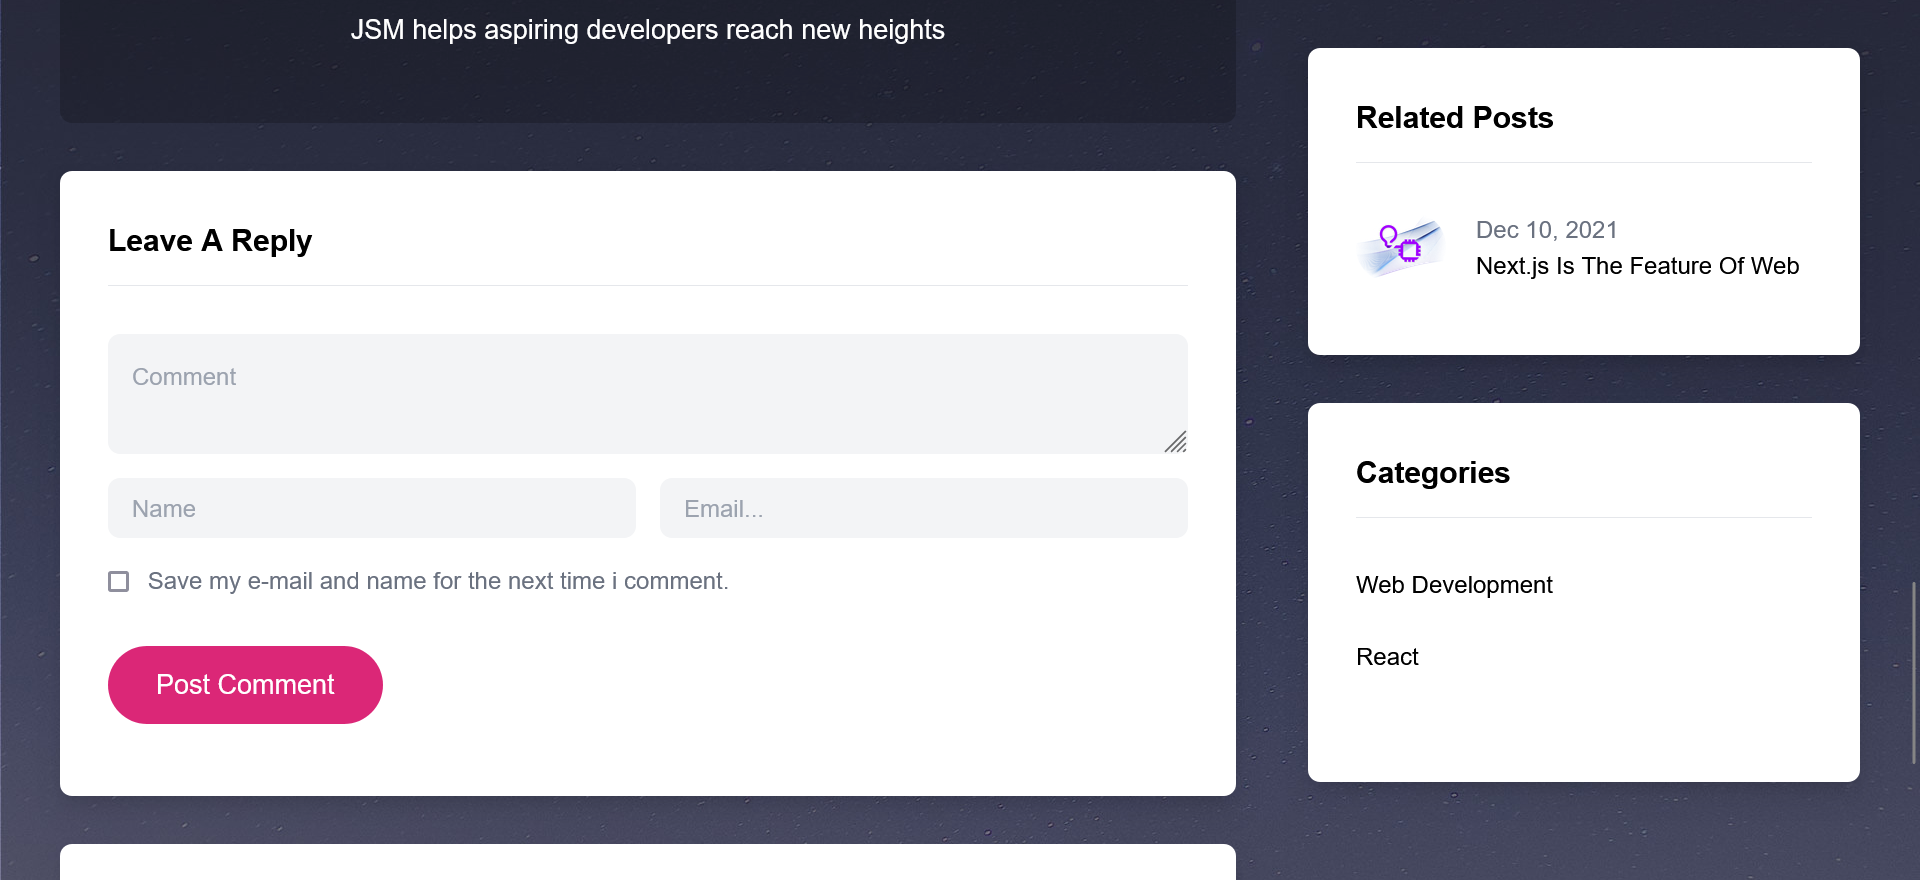 JSM helps aspiring developers reach new heights
Leave A Reply
Comment
Name
Email...
Save my e-mail and name for the next time i comment.
Post Comment
Related Posts
Dec 10, 2021
Next.js Is The Feature Of Web
Categories
Web Development
React